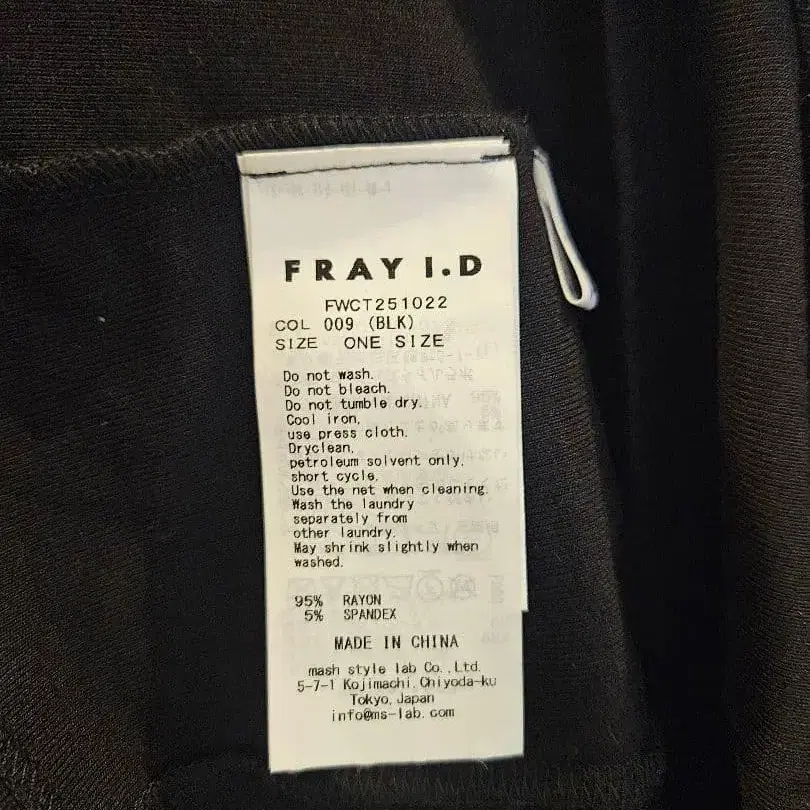 FRAY I.D
FWCT251022
COL 009 (BLK)
SIZE ONE SIZE
Do not wash.
Do not bleach.
Do not tumble dry.
Cool iron,
use press cloth.
Dryclean,
petroleum solvent only,
short cycle.
Use the net when cleaning.
Wash the laundry
separately from
other laundry.
May shrink slightly when
washed.
95% RAYON
5% SPANDEX
MADE IN CHINA
mash style lab Co.,Ltd.
5-7-1 Kojimachi,Chiyoda-ku
Tokyo,Japan
info@ms-lab.com